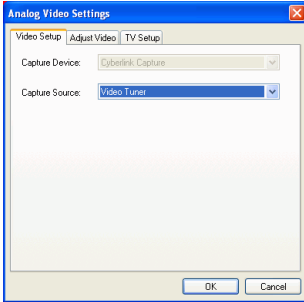 Analog Video Settings
Video Setup Adjust Video TV Setup
Capture Device: Cyberlink Capture
Capture Source: Video Tuner
OK Cancel